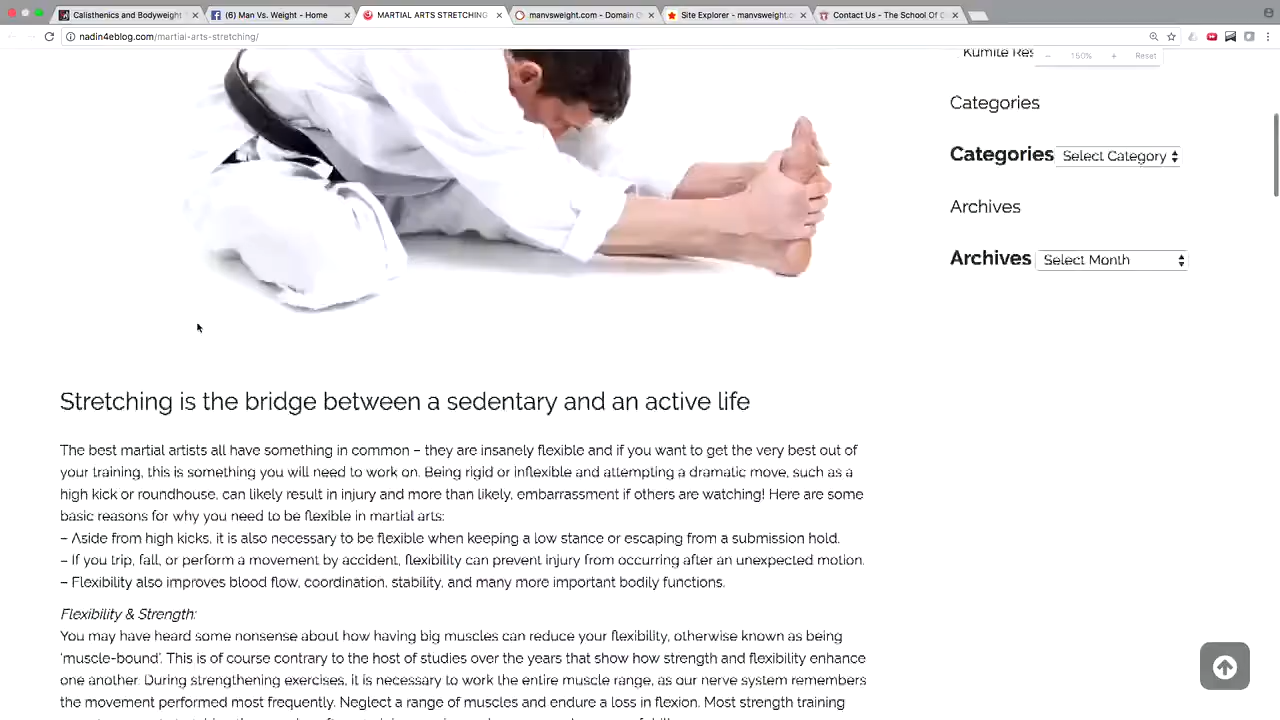 Calisthenics and Bodyweight
(6) Man Vs. Weight - Home
MARTIAL ARTS STRETCHING
manvsweight.com - Domain O
Site Explorer - manvsweight.c
Contact Us - The School Of C
nadin4eblog.com/martial-arts-stretching/
Kumite Res
– 150% + Reset
Categories
Categories Select Category
Archives
Archives Select Month
Stretching is the bridge between a sedentary and an active life
The best martial artists all have something in common – they are insanely flexible and if you want to get the very best out of
your training, this is something you will need to work on. Being rigid or inflexible and attempting a dramatic move, such as a
high kick or roundhouse, can likely result in injury and more than likely, embarrassment if others are watching! Here are some
basic reasons for why you need to be flexible in martial arts:
– Aside from high kicks, it is also necessary to be flexible when keeping a low stance or escaping from a submission hold.
– If you trip, fall, or perform a movement by accident, flexibility can prevent injury from occurring after an unexpected motion.
– Flexibility also improves blood flow, coordination, stability, and many more important bodily functions.
Flexibility & Strength:
You may have heard some nonsense about how having big muscles can reduce your flexibility, otherwise known as being
'muscle-bound'. This is of course contrary to the host of studies over the years that show how strength and flexibility enhance
one another. During strengthening exercises, it is necessary to work the entire muscle range, as our nerve system remembers
the movement performed most frequently. Neglect a range of muscles and endure a loss in flexion. Most strength training